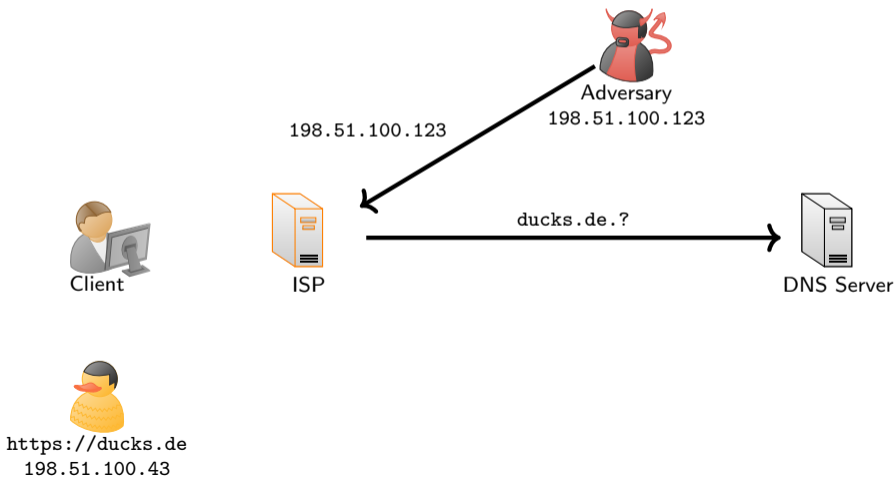 Adversary
198.51.100.123
198.51.100.123
ducks.de.?
Client
ISP
DNS Server
https://ducks.de
198.51.100.43